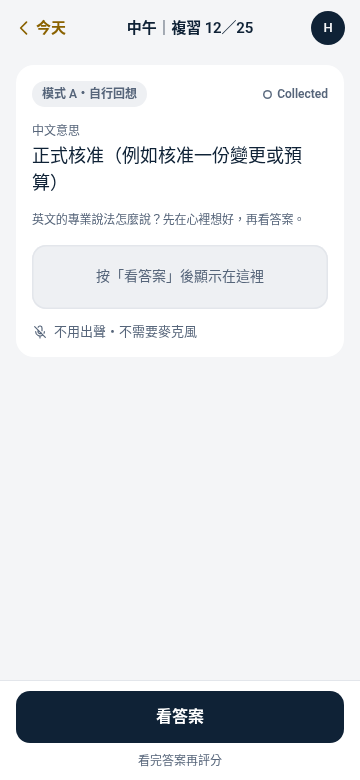 今天
中午｜複習 12／25
H
模式 A・自行回想
Collected
中文意思
正式核准（例如核准一份變更或預
算）
英文的專業說法怎麼說？先在心裡想好，再看答案。
按「看答案」後顯示在這裡
不用出聲・不需要麥克風
看答案
看完答案再評分